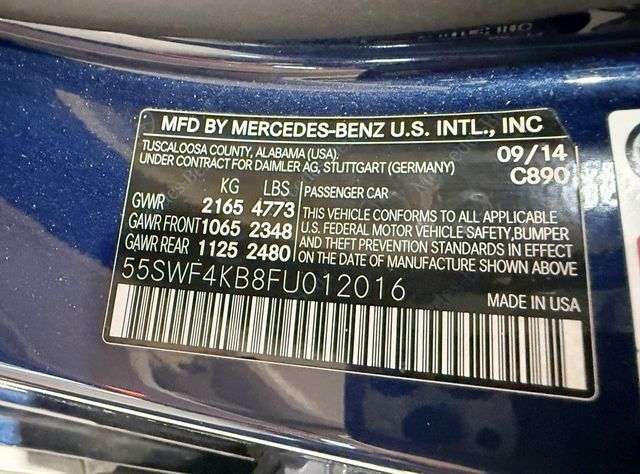 MFD BY MERCEDES-BENZ U.S. INTL., INC
TUSCALOOSA COUNTY, ALABAMA (USA). 09/14
UNDER CONTRACT FOR DAIMLER AG, STUTTGART (GERMANY) C890
KG LBS PASSENGER CAR
GVWR 2165 4773 THIS VEHICLE CONFORMS TO ALL APPLICABLE
GAWR FRONT 1065 2348 U.S. FEDERAL MOTOR VEHICLE SAFETY,BUMPER
GAWR REAR 1125 2480 AND THEFT PREVENTION STANDARDS IN EFFECT
ON THE DATE OF MANUFACTURE SHOWN ABOVE
55SWF4KB8FU012016
MADE IN USA